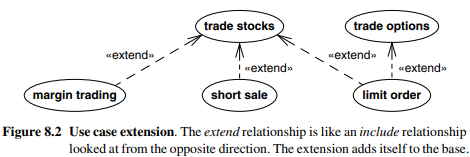 trade stocks trade options
«extend» «extend» «extend» «extend»
margin trading short sale limit order
Figure 8.2 Use case extension. The extend relationship is like an include relationship
looked at from the opposite direction. The extension adds itself to the base.